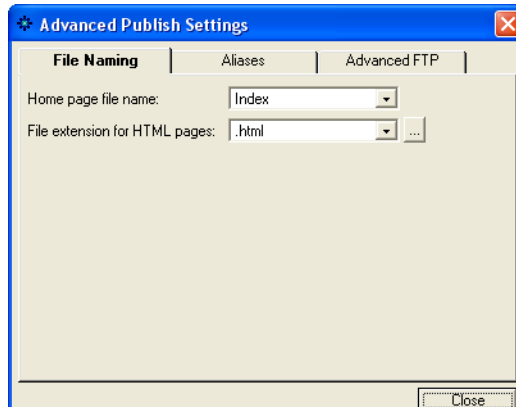 Advanced Publish Settings
File Naming Aliases Advanced FTP
Home page file name: Index
File extension for HTML pages: .html ...
Close